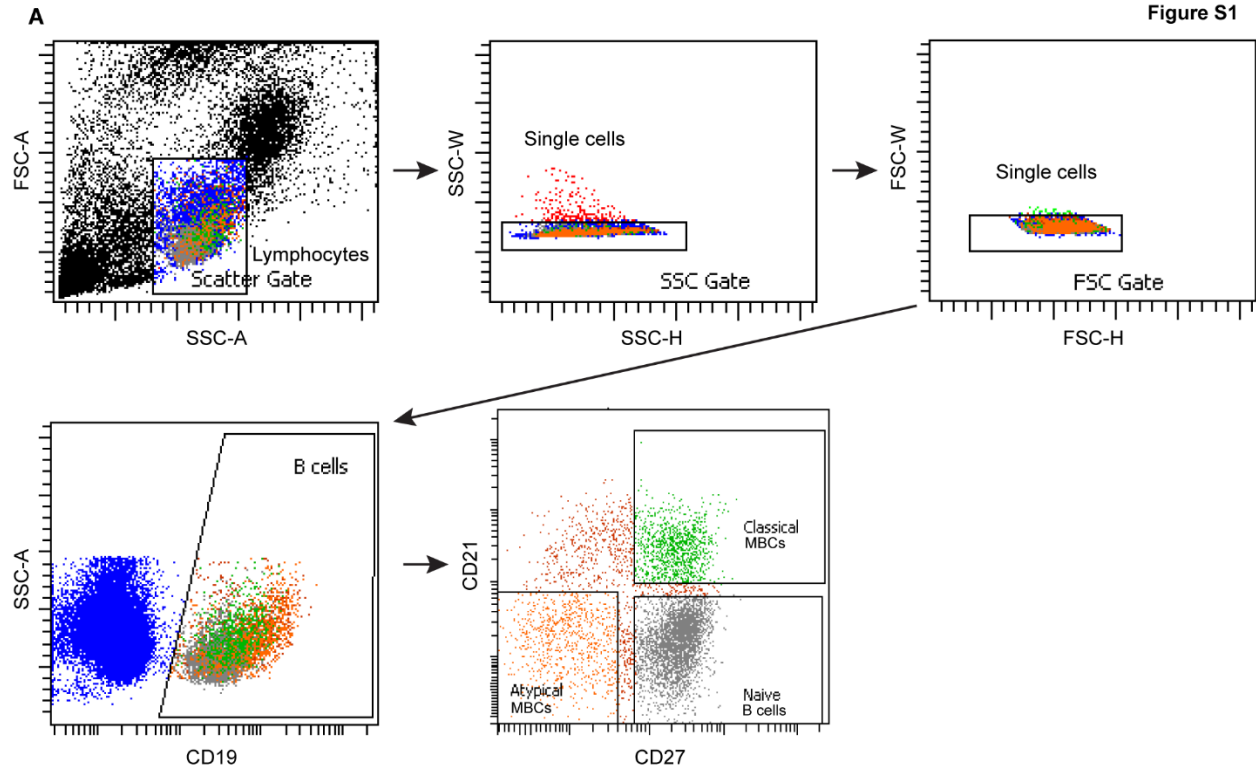 A
Figure S1
FSC-A
Lymphocytes
Scatter Gate
SSC-A
SSC-W
Single cells
SSC Gate
SSC-H
FSC-W
Single cells
FSC Gate
FSC-H
SSC-A
B cells
CD19
CD21
Classical
MBCs
Atypical
MBCs
Naive
B cells
CD27